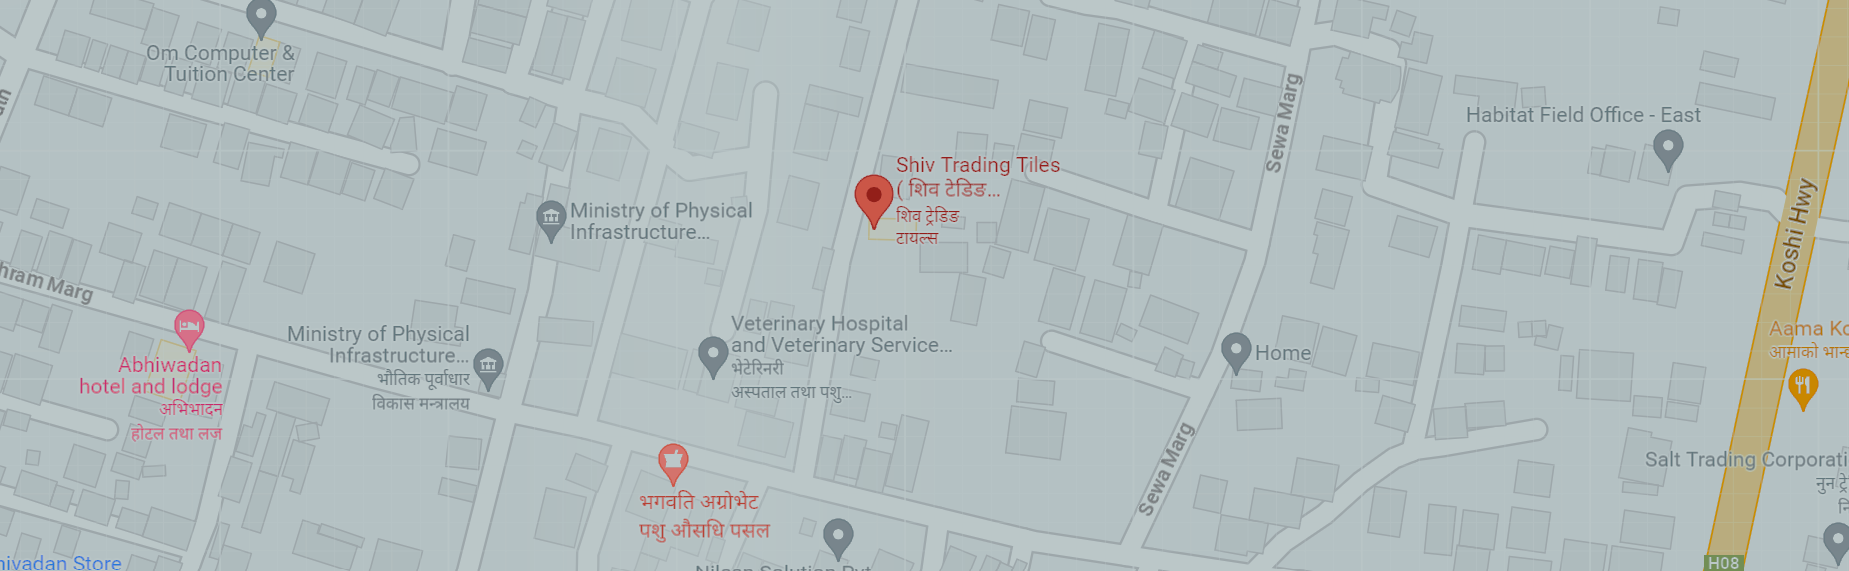 Om Computer &
Tuition Center
ath
Sewa Marg
Habitat Field Office - East
Shiv Trading Tiles
( शिव टेडिङ...
शिव ट्रेडिङ
टायल्स
Ministry of Physical
Infrastructure...
Koshi Hwy
hram Marg
Ministry of Physical
Infrastructure...
भौतिक पूर्वाधार
विकास मन्त्रालय
Veterinary Hospital
and Veterinary Service...
भेटेरिनरी
अस्पताल तथा पशु...
Home
Aama Ko
आमाको भान्छ
Abhiwadan
hotel and lodge
अभिभादन
होटल तथा लज
Sewa Marg
Salt Trading Corporati
नुन ट्रे
भगवति अग्रोभेट
पशु औसधि पसल
hivadan Store
H08